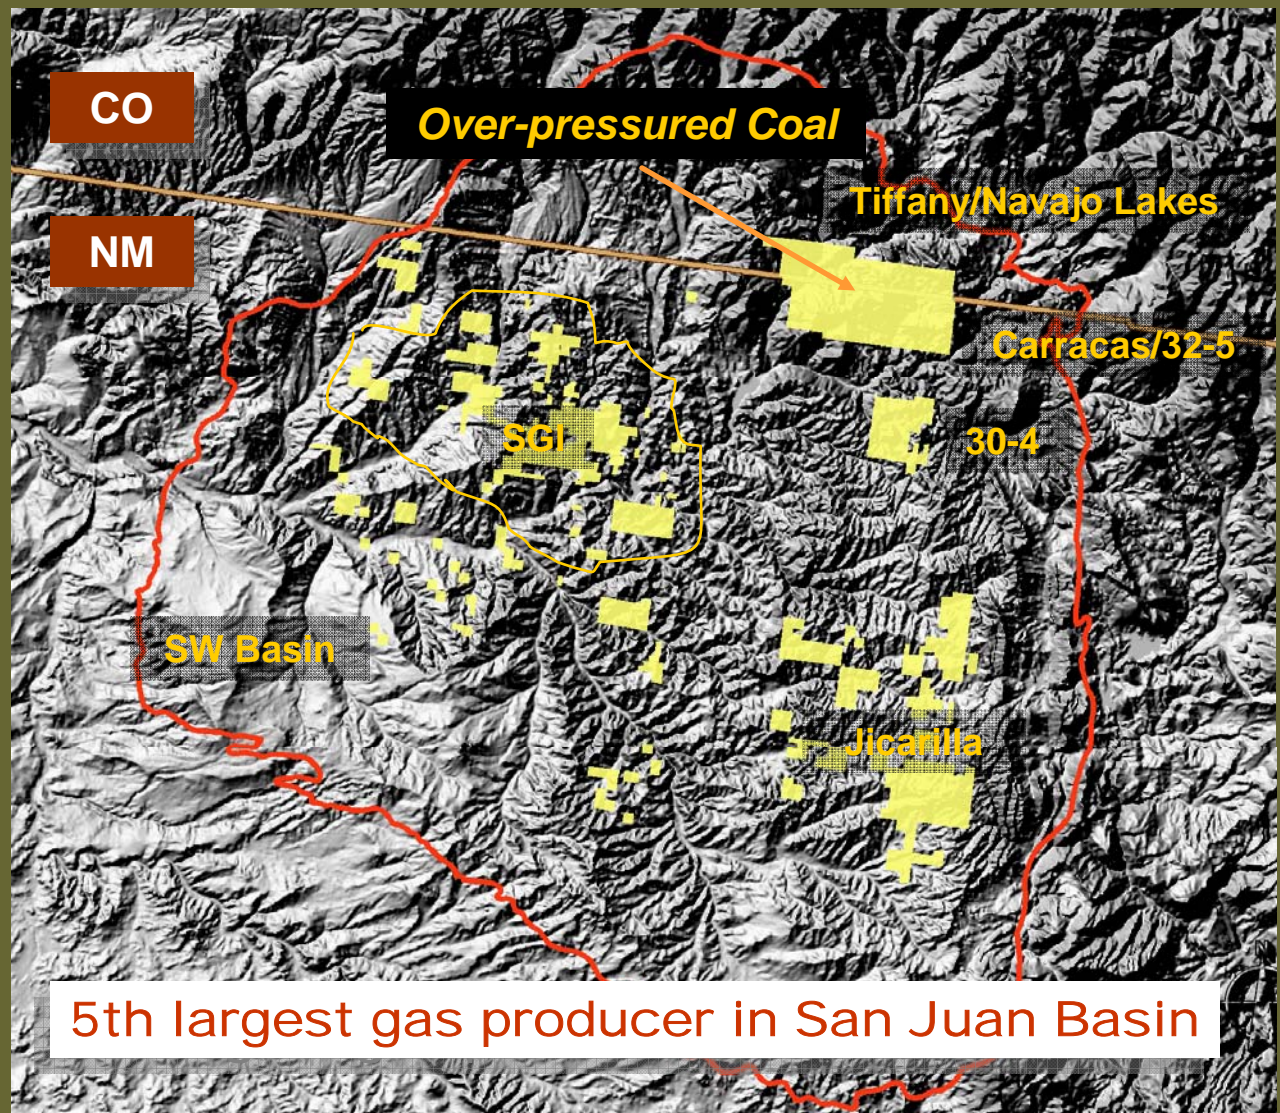 CO
Over-pressured Coal
Tiffany/Navajo Lakes
NM
Carracas/32-5
SGI
30-4
SW Basin
Jicarilla
N
5th largest gas producer in San Juan Basin